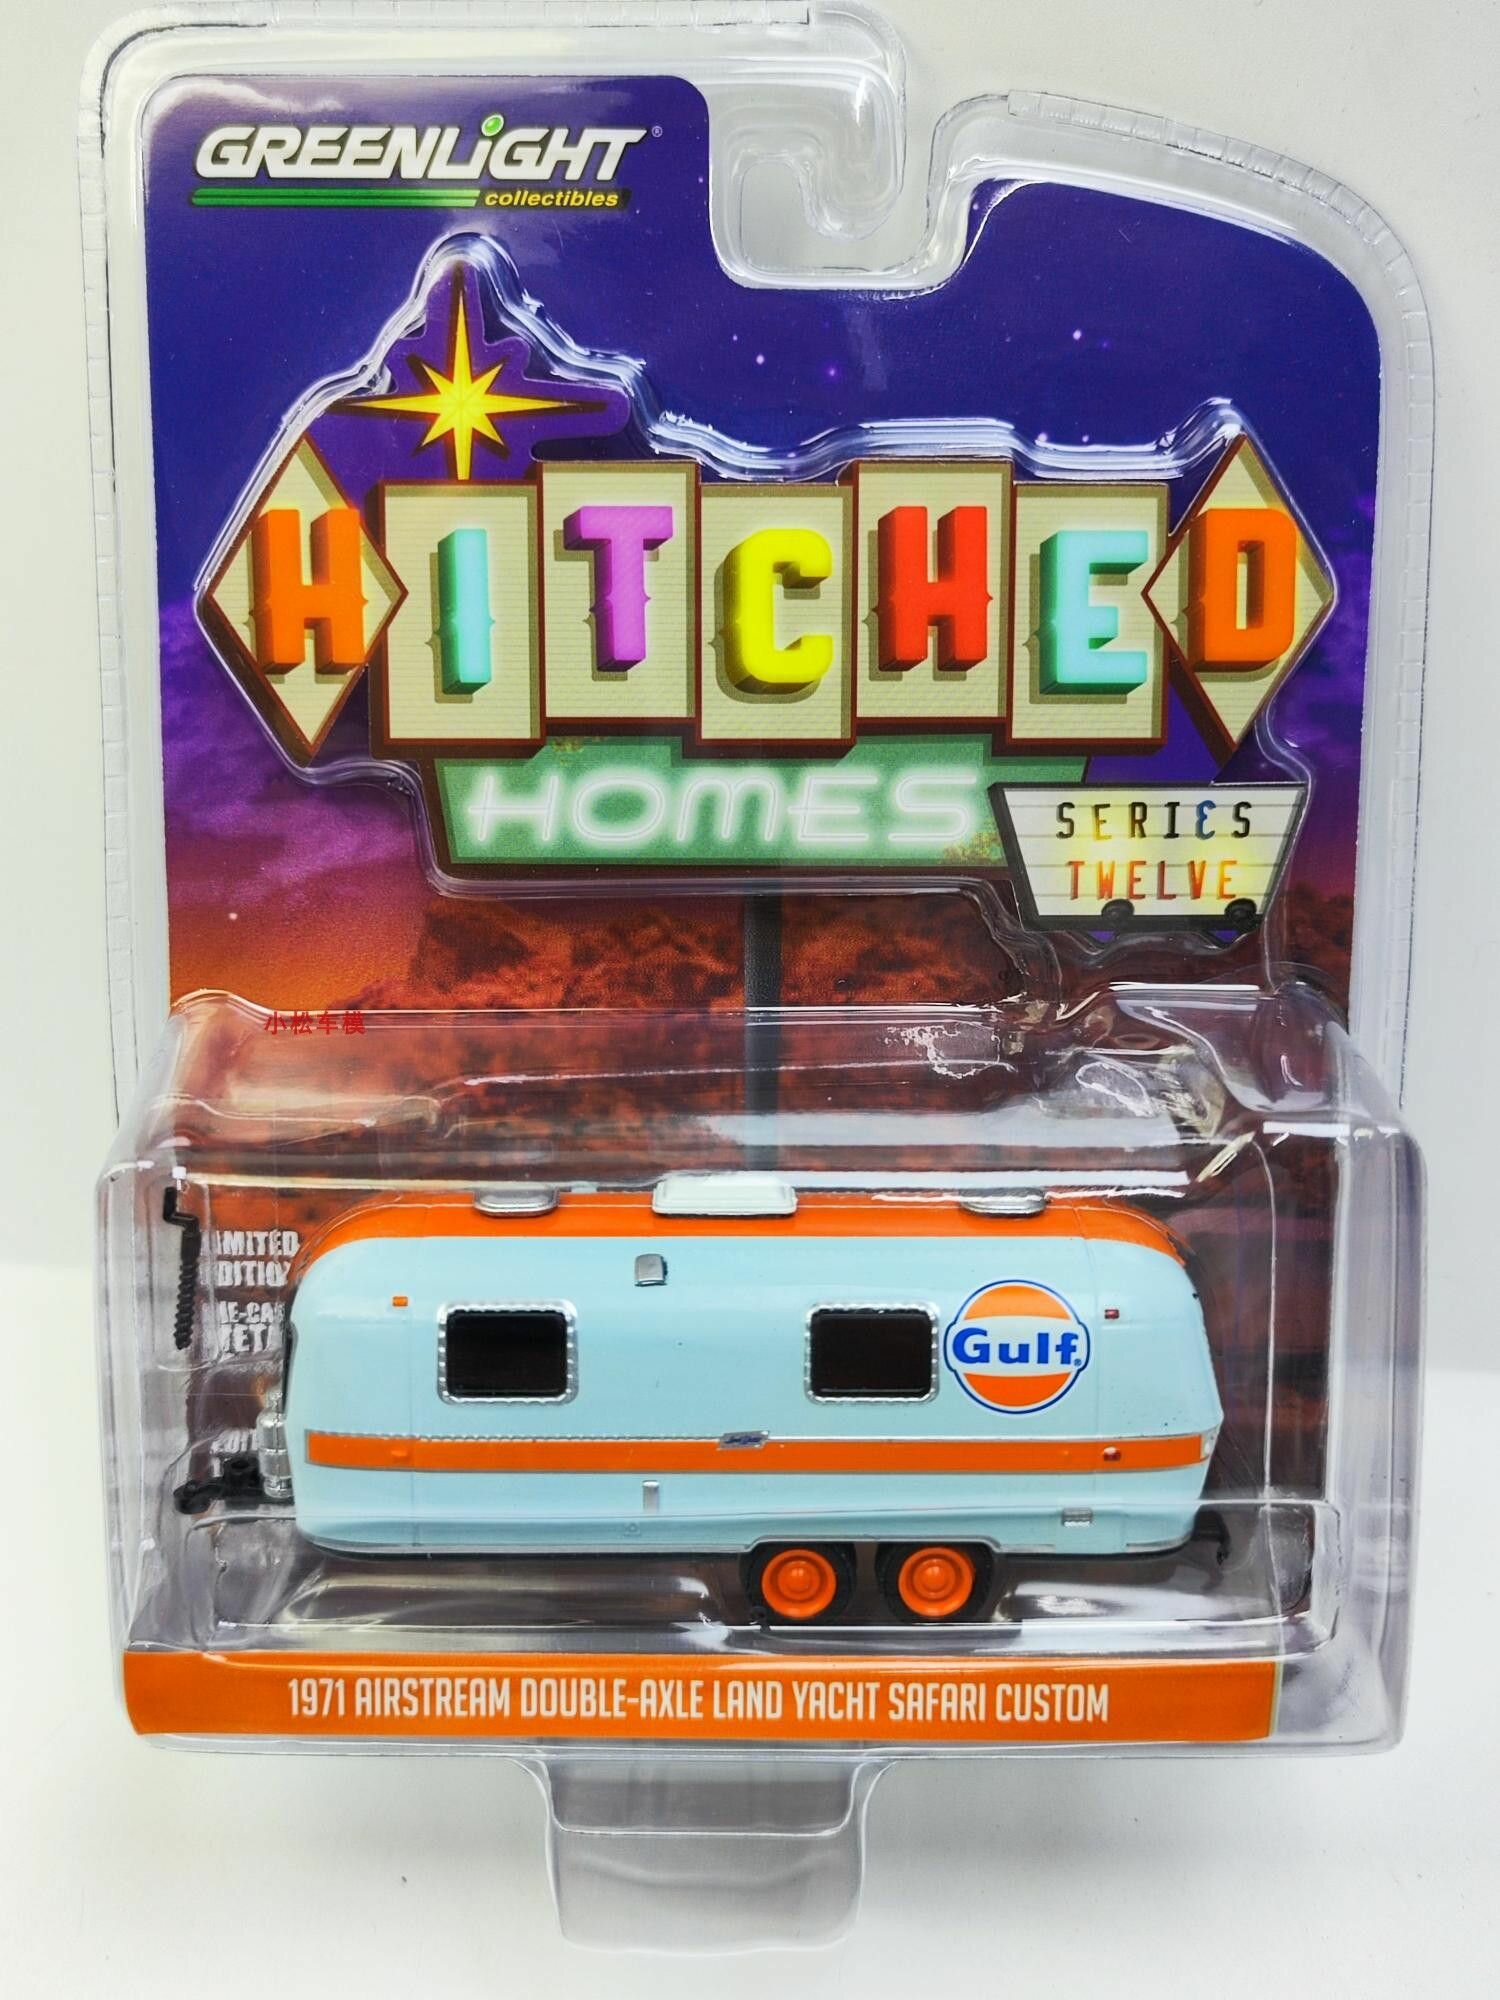 GREENLiGHT®
collectibles
HITCHED
HOMES
SERIES
TWELVE
小松车模
Gulf®
1971 AIRSTREAM DOUBLE-AXLE LAND YACHT SAFARI CUSTOM